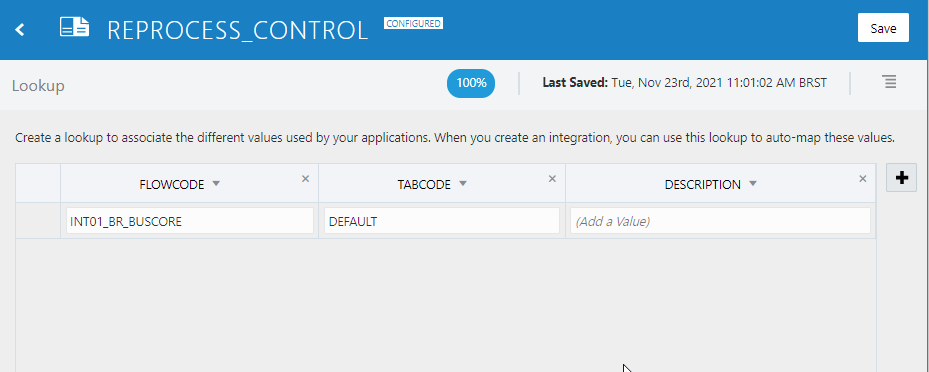 REPROCESS_CONTROL CONFIGURED Save
Lookup 100% Last Saved: Tue, Nov 23rd, 2021 11:01:02 AM BRST
Create a lookup to associate the different values used by your applications. When you create an integration, you can use this lookup to auto-map these values.
FLOWCODE TABCODE DESCRIPTION
INT01_BR_BUSCORE DEFAULT (Add a Value)